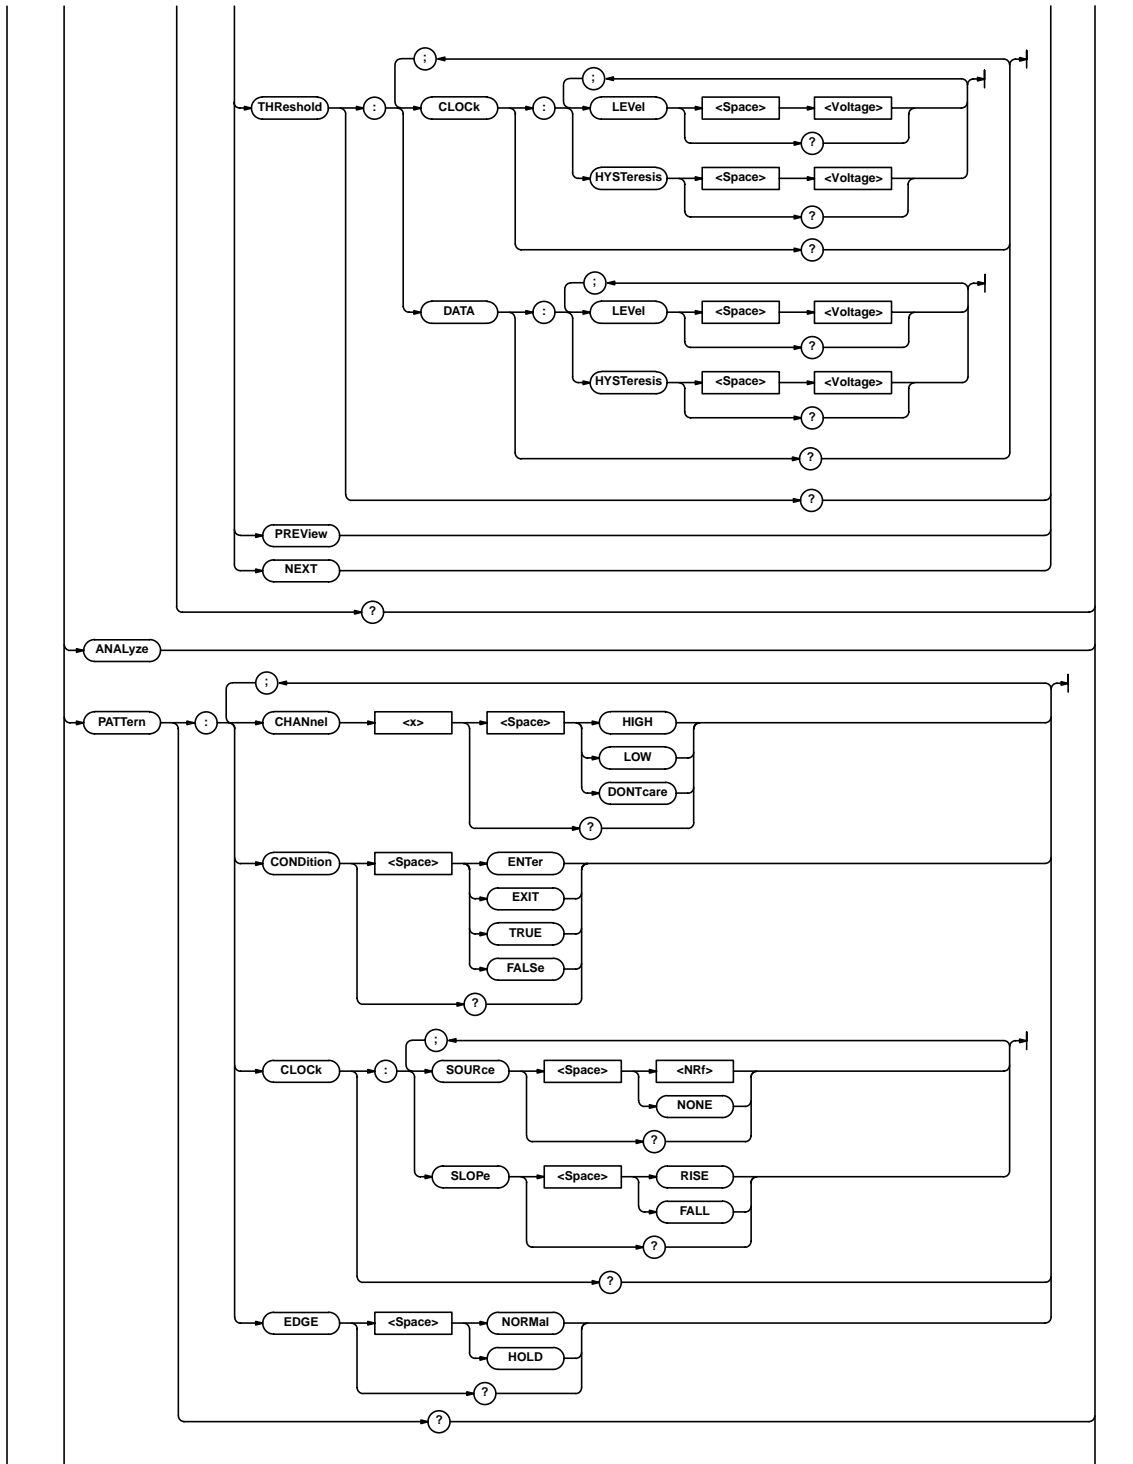 ;
;
THReshold : CLOCk : LEVel <Space> <Voltage>
?
HYSTeresis <Space> <Voltage>
?
?
;
DATA : LEVel <Space> <Voltage>
?
HYSTeresis <Space> <Voltage>
?
?
?
PREView
NEXT
?
ANALyze
;
PATTern : CHANnel <x> <Space> HIGH
LOW
DONTcare
?
CONDition <Space> ENTer
EXIT
TRUE
FALSe
?
;
CLOCk : SOURce <Space> <NRf>
NONE
?
SLOPe <Space> RISE
FALL
?
?
EDGE <Space> NORMal
HOLD
?
?